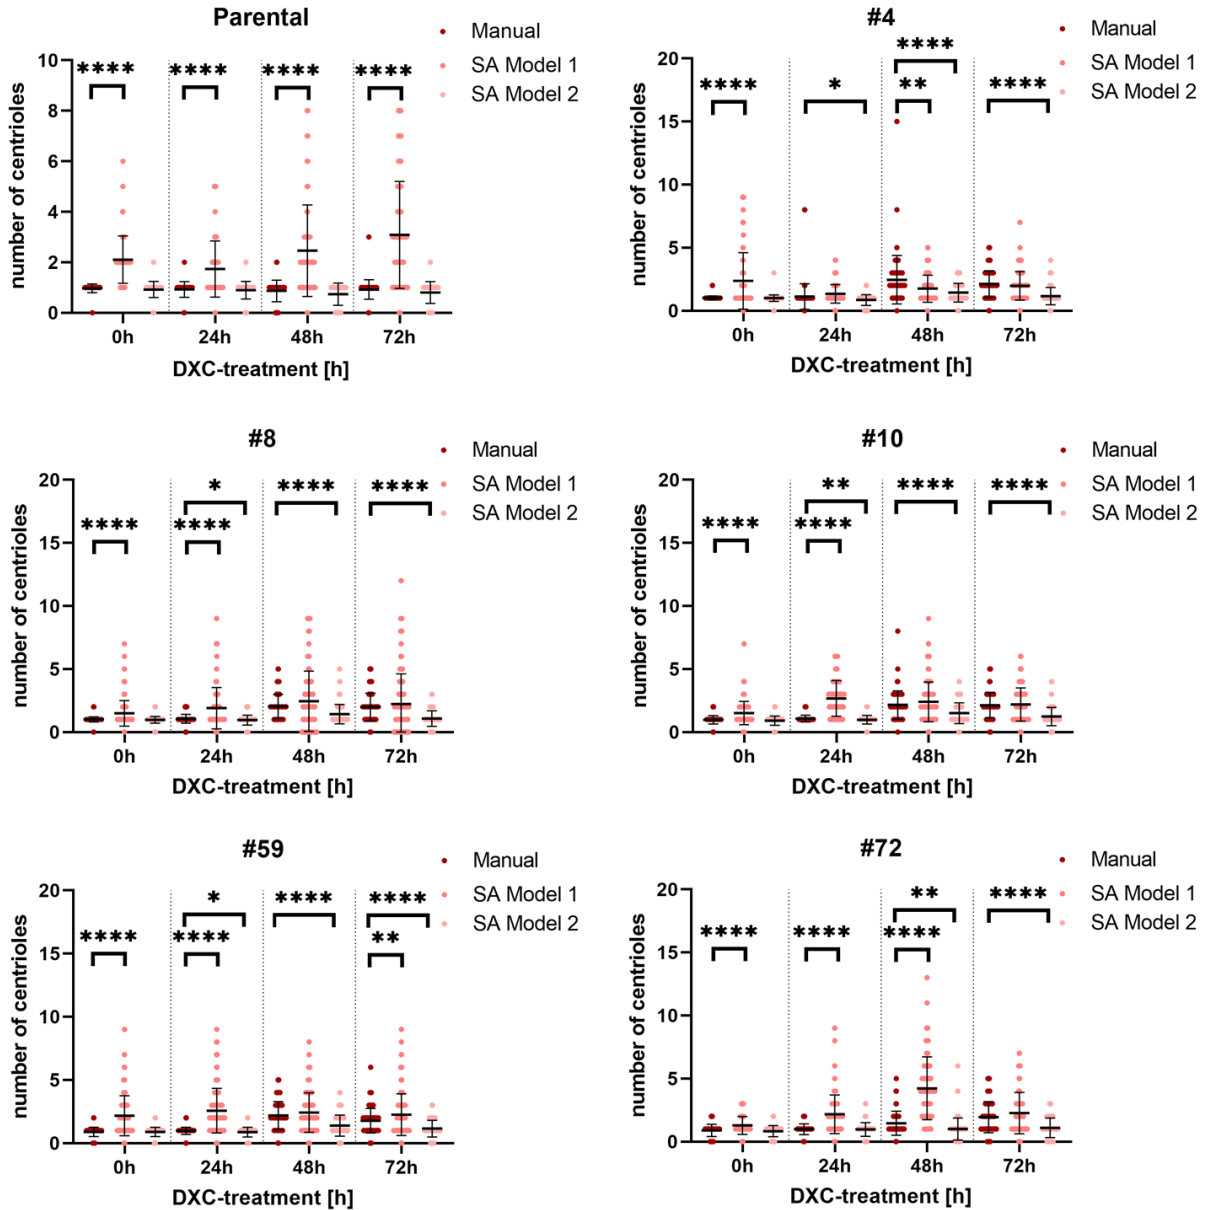 Parental
Manual
SA Model 1
SA Model 2
number of centrioles
10
8
6
4
2
0
**** **** **** ****
0h 24h 48h 72h
DXC-treatment [h]
#4
Manual
SA Model 1
SA Model 2
number of centrioles
20
15
10
5
0
****
**** * ** ****
0h 24h 48h 72h
DXC-treatment [h]
#8
Manual
SA Model 1
SA Model 2
number of centrioles
20
15
10
5
0
* **** ****
**** ****
0h 24h 48h 72h
DXC-treatment [h]
#10
Manual
SA Model 1
SA Model 2
number of centrioles
20
15
10
5
0
** **** ****
**** ****
0h 24h 48h 72h
DXC-treatment [h]
#59
Manual
SA Model 1
SA Model 2
number of centrioles
20
15
10
5
0
* **** ****
**** **** **
0h 24h 48h 72h
DXC-treatment [h]
#72
Manual
SA Model 1
SA Model 2
number of centrioles
20
15
10
5
0
** ****
**** **** ****
0h 24h 48h 72h
DXC-treatment [h]